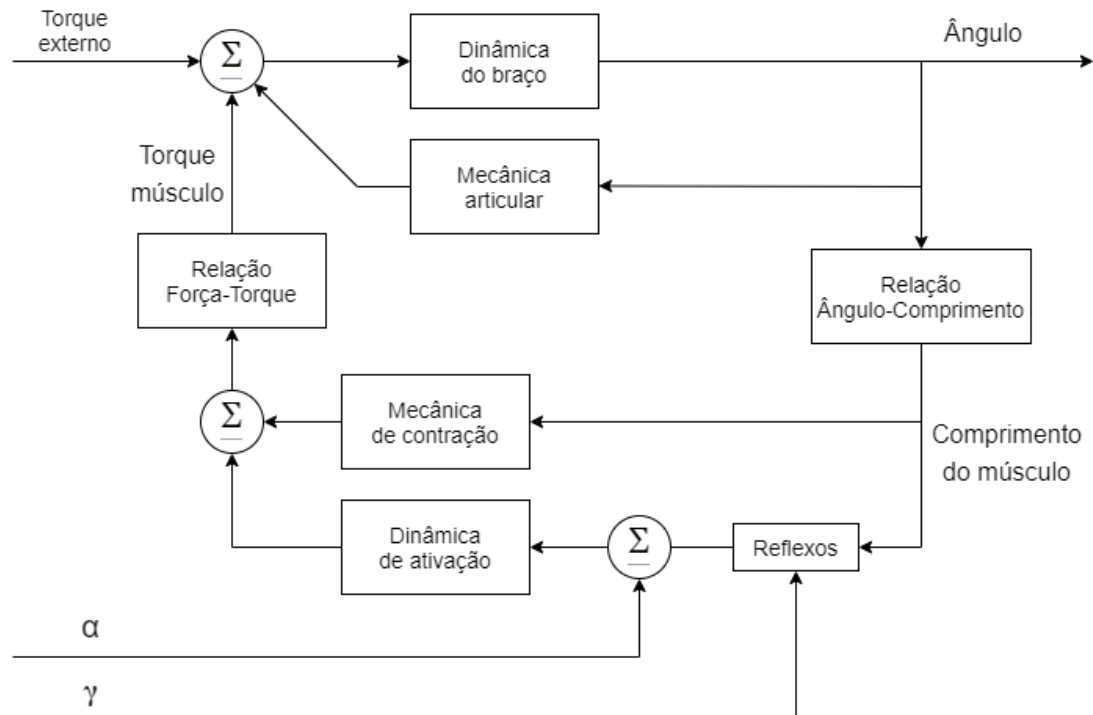 Torque
externo
Σ
Dinâmica
do braço
Ângulo
Torque
músculo
Mecânica
articular
Relação
Força-Torque
Relação
Ângulo-Comprimento
Σ
Mecânica
de contração
Comprimento
do músculo
Dinâmica
de ativação
Σ
Reflexos
α
γ